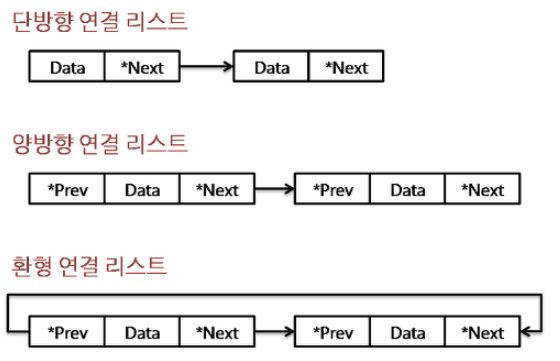 단방향 연결 리스트
Data *Next Data *Next
양방향 연결 리스트
*Prev Data *Next *Prev Data *Next
환형 연결 리스트
*Prev Data *Next *Prev Data *Next